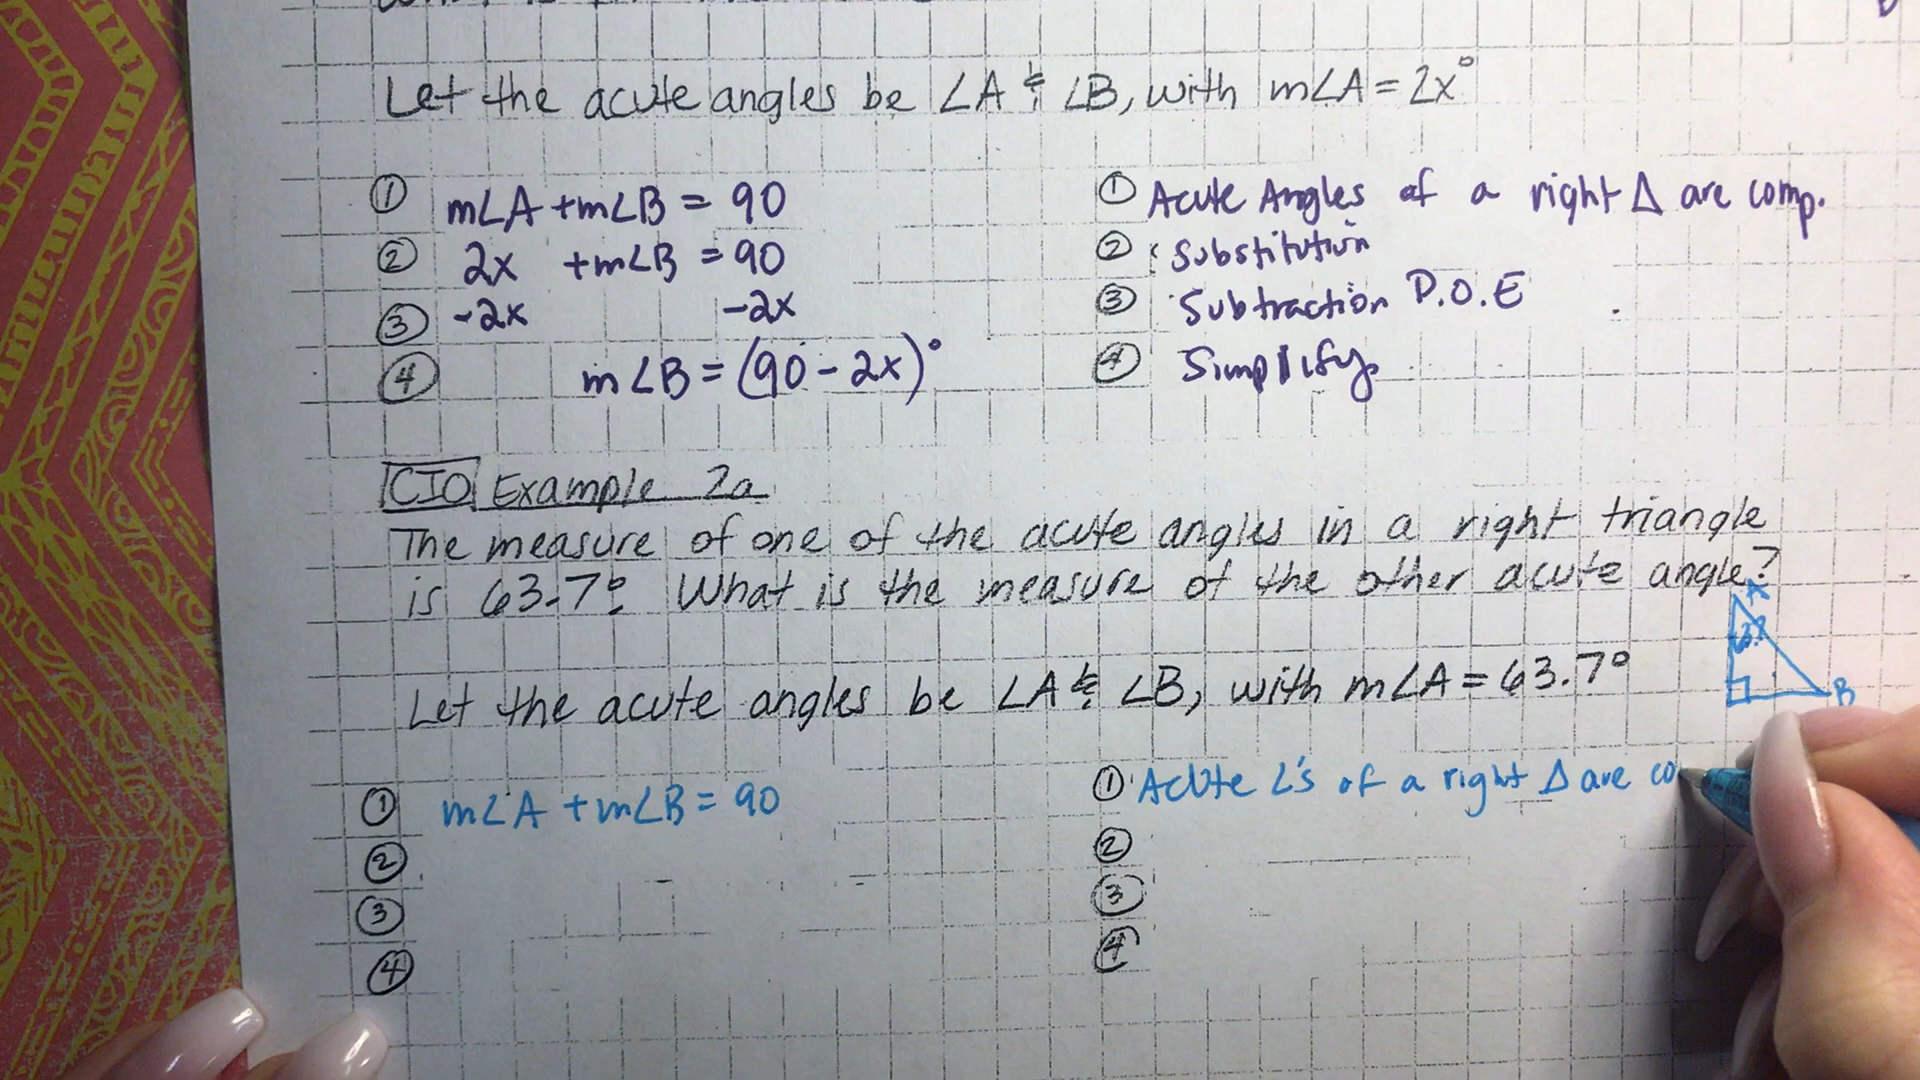 Let the acute angles be ∠A & ∠B, with m∠A = 2x°
① m∠A + m∠B = 90
② 2x + m∠B = 90
③ -2x -2x
④ m∠B = (90 - 2x)°
① Acute Angles of a right Δ are comp.
② Substitution
③ Subtraction P.O.E
④ Simplify
CIO Example 2a
The measure of one of the acute angles in a right triangle
is 63.7°. What is the measure of the other acute angle?
A
B
Let the acute angles be ∠A & ∠B, with m∠A = 63.7°
① m∠A + m∠B = 90
②
③
④
① Acute ∠'s of a right Δ are co
②
③
④